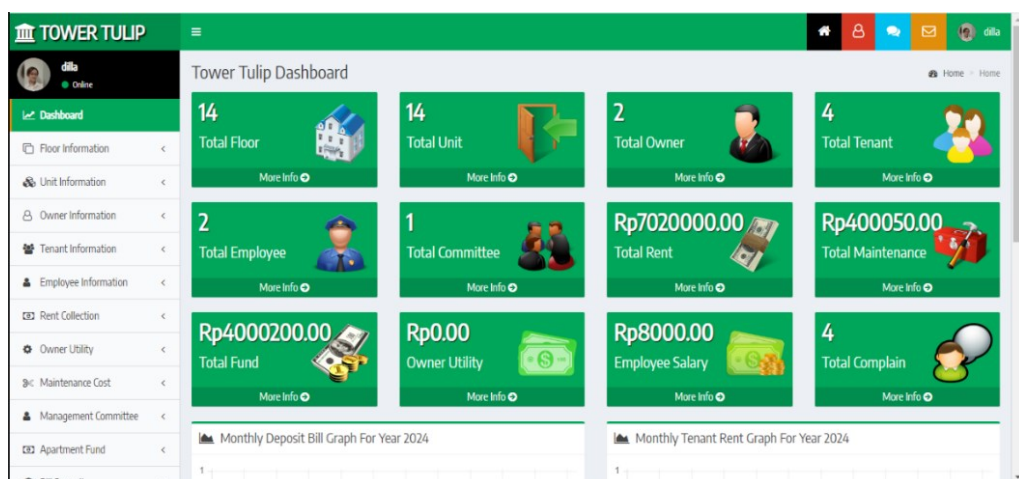 TOWER TULIP
dilla
dilla
Online
Tower Tulip Dashboard
Home > Home
Dashboard
Floor Information
Unit Information
Owner Information
Tenant Information
Employee Information
Rent Collection
Owner Utility
Maintenance Cost
Management Committee
Apartment Fund
14
Total Floor
More Info
14
Total Unit
More Info
2
Total Owner
More Info
4
Total Tenant
More Info
2
Total Employee
More Info
1
Total Committee
More Info
Rp7020000.00
Total Rent
More Info
Rp400050.00
Total Maintenance
More Info
Rp4000200.00
Total Fund
More Info
Rp0.00
Owner Utility
More Info
Rp8000.00
Employee Salary
More Info
4
Total Complain
More Info
Monthly Deposit Bill Graph For Year 2024
1
Monthly Tenant Rent Graph For Year 2024
1